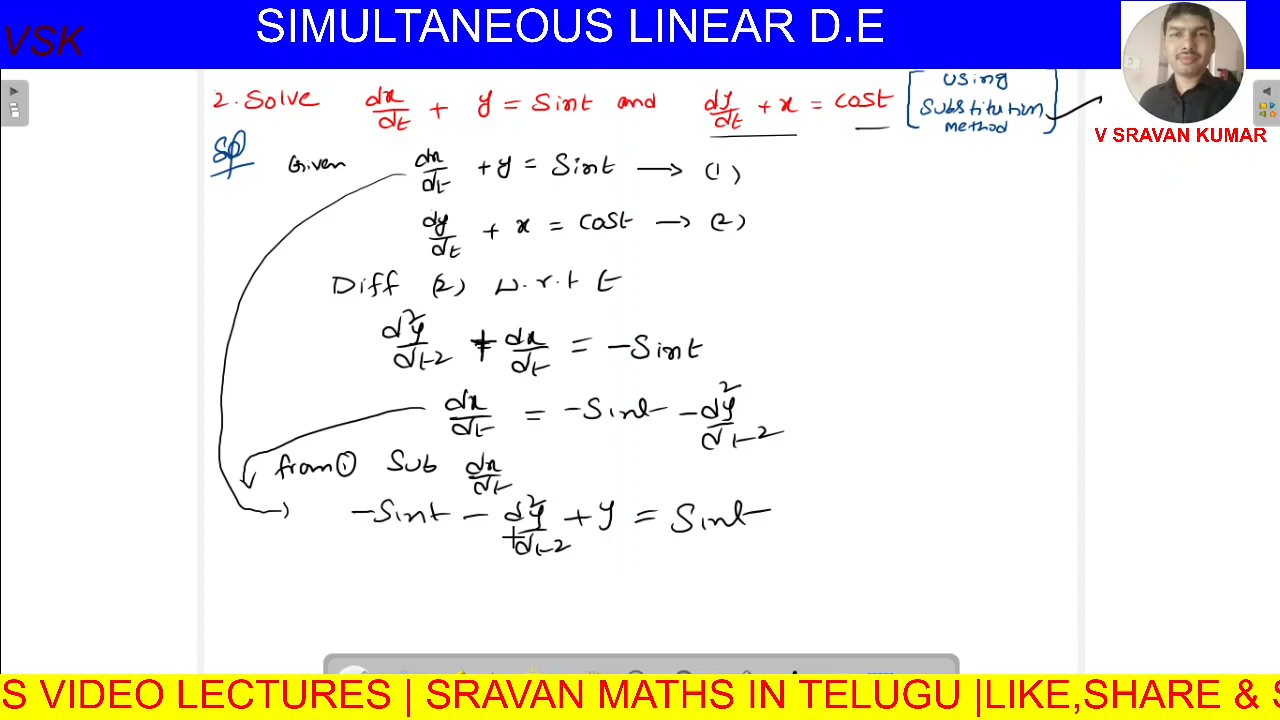 SIMULTANEOUS LINEAR D.E
VSK
2. Solve dx/dt + y = Sint and dy/dt + x = cost [Using Substitution method]
V SRAVAN KUMAR
Given dx/dt + y = Sint → (1)
dy/dt + x = cost → (2)
Diff (2) w.r.t t
d²y/dt2 + dx/dt = -Sint
dx/dt = -Sint - d²y/dt2
from ① Sub dx/dt
-Sint - d²y/dt2 + y = Sint
S VIDEO LECTURES | SRAVAN MATHS IN TELUGU |LIKE,SHARE & S